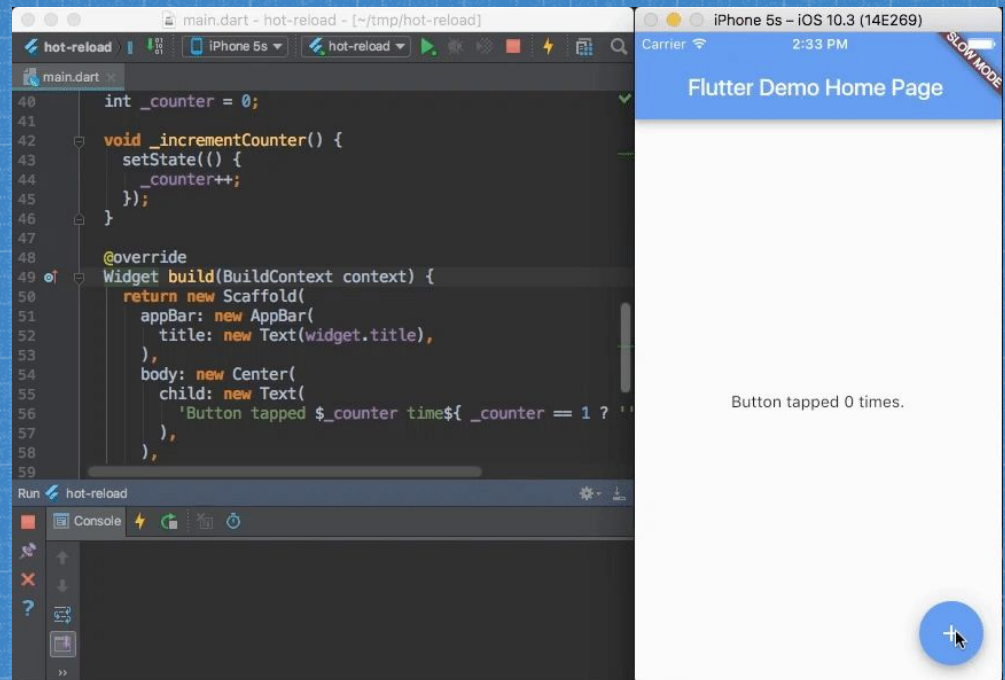 main.dart - hot-reload - [~/tmp/hot-reload]
hot-reload
iPhone 5s
hot-reload
main.dart
40 int _counter = 0;
41
42 void _incrementCounter() {
43 setState(() {
44 _counter++;
45 });
46 }
47
48 @override
49 Widget build(BuildContext context) {
50 return new Scaffold(
51 appBar: new AppBar(
52 title: new Text(widget.title),
53 ),
54 body: new Center(
55 child: new Text(
56 'Button tapped $_counter time${ _counter == 1 ? ''
57 ),
58 ),
59
Run hot-reload
Console
iPhone 5s – iOS 10.3 (14E269)
Carrier 2:33 PM
SLOW MODE
Flutter Demo Home Page
Button tapped 0 times.